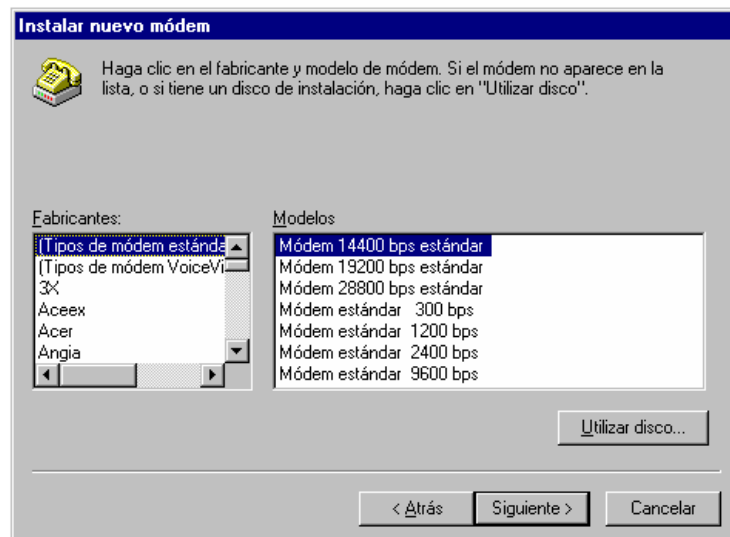 Instalar nuevo módem
Haga clic en el fabricante y modelo de módem. Si el módem no aparece en la
lista, o si tiene un disco de instalación, haga clic en "Utilizar disco".
Fabricantes:
(Tipos de módem estánda
(Tipos de módem VoiceVi
3X
Aceex
Acer
Angia
Modelos
Módem 14400 bps estándar
Módem 19200 bps estándar
Módem 28800 bps estándar
Módem estándar 300 bps
Módem estándar 1200 bps
Módem estándar 2400 bps
Módem estándar 9600 bps
Utilizar disco...
< Atrás
Siguiente >
Cancelar